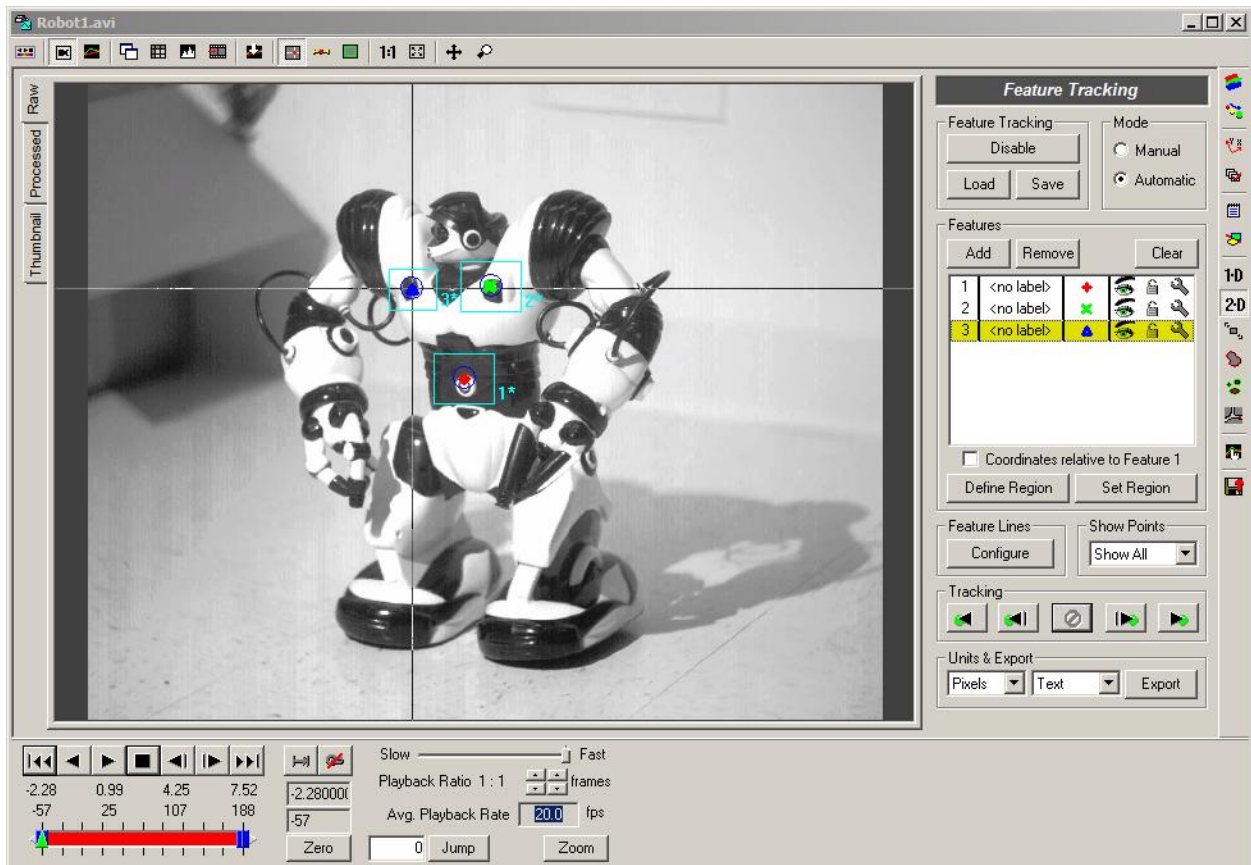 Robot1.avi
1:1
Raw
Processed
Thumbnail
3*
2*
1*
Feature Tracking
Feature Tracking
Disable
Load
Save
Mode
Manual
Automatic
Features
Add
Remove
Clear
1 <no label>
2 <no label>
3 <no label>
Coordinates relative to Feature 1
Define Region
Set Region
Feature Lines
Configure
Show Points
Show All
Tracking
Units & Export
Pixels
Text
Export
1-D
2-D
-2.28 0.99 4.25 7.52
-57 25 107 188
-2.280000
-57
Zero
Slow
Fast
Playback Ratio 1 : 1
frames
Avg. Playback Rate 20.0 fps
0
Jump
Zoom